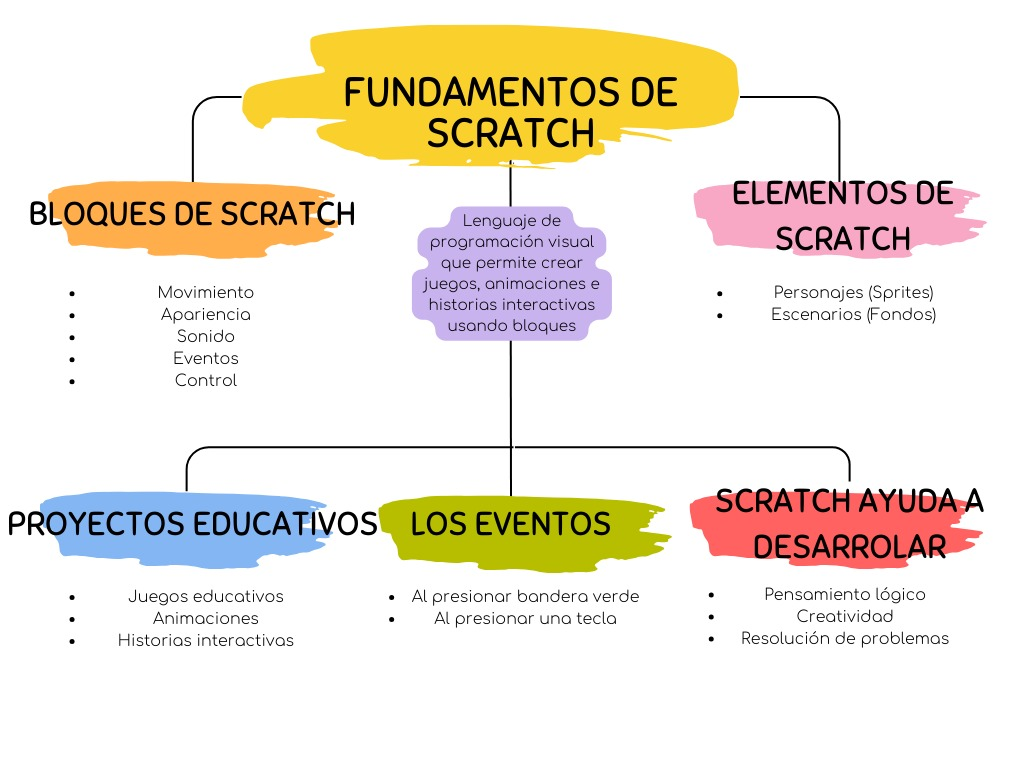 FUNDAMENTOS DE
SCRATCH
BLOQUES DE SCRATCH
Movimiento
Apariencia
Sonido
Eventos
Control
Lenguaje de
programación visual
que permite crear
juegos, animaciones e
historias interactivas
usando bloques
ELEMENTOS DE
SCRATCH
Personajes (Sprites)
Escenarios (Fondos)
PROYECTOS EDUCATIVOS
Juegos educativos
Animaciones
Historias interactivas
LOS EVENTOS
Al presionar bandera verde
Al presionar una tecla
SCRATCH AYUDA A
DESARROLAR
Pensamiento lógico
Creatividad
Resolución de problemas